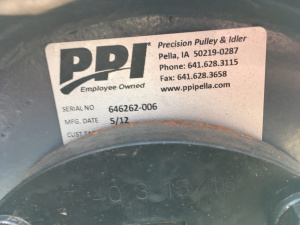 PPI
Employee Owned
Precision Pulley & Idler
Pella, IA 50219-0287
Phone: 641.628.3115
Fax: 641.628.3658
www.ppipella.com
SERIAL NO 646262-006
MFG. DATE 5/12
CUST